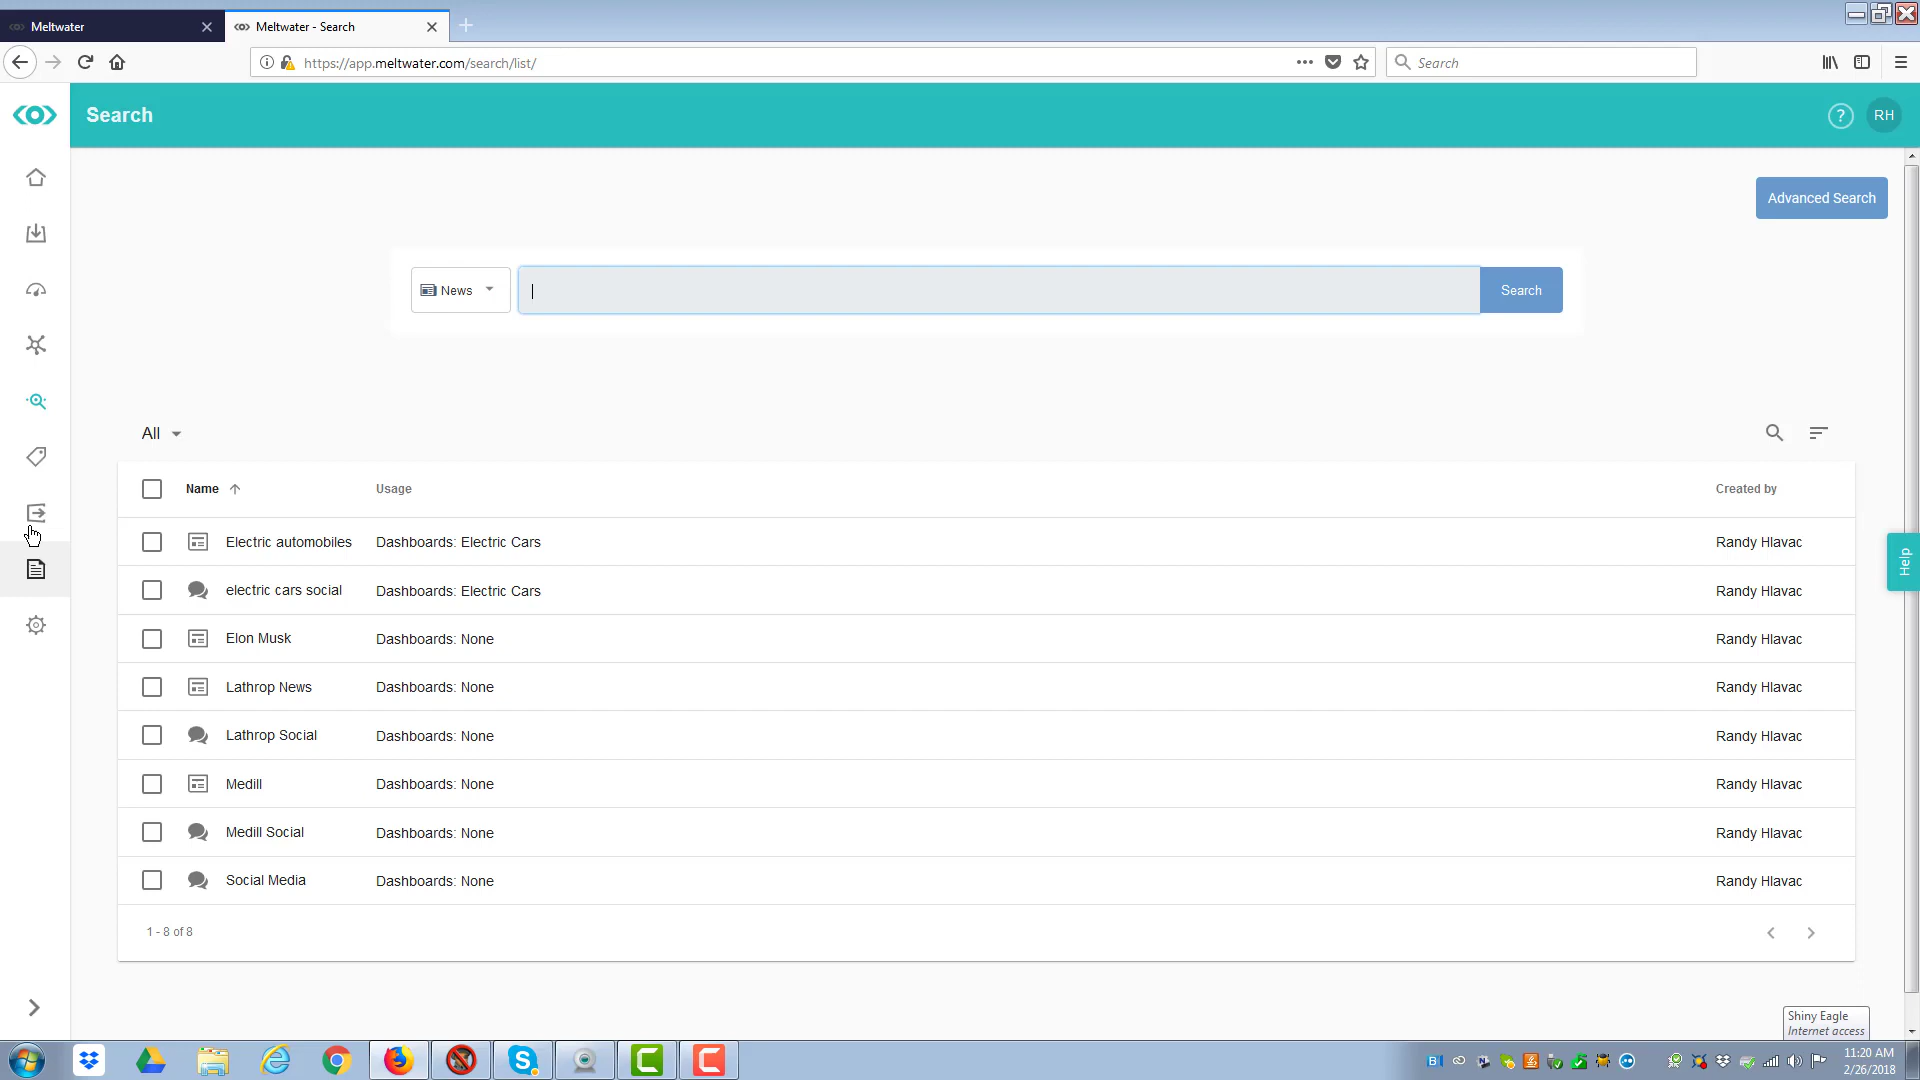 Meltwater
Meltwater - Search
https://app.meltwater.com/search/list/
Search
Search
RH
Advanced Search
News
Search
All
Name
Usage
Created by
Electric automobiles
Dashboards: Electric Cars
Randy Hlavac
electric cars social
Dashboards: Electric Cars
Randy Hlavac
Elon Musk
Dashboards: None
Randy Hlavac
Lathrop News
Dashboards: None
Randy Hlavac
Lathrop Social
Dashboards: None
Randy Hlavac
Medill
Dashboards: None
Randy Hlavac
Medill Social
Dashboards: None
Randy Hlavac
Social Media
Dashboards: None
Randy Hlavac
1 - 8 of 8
Help
Shiny Eagle
Internet access
11:20 AM
2/26/2018